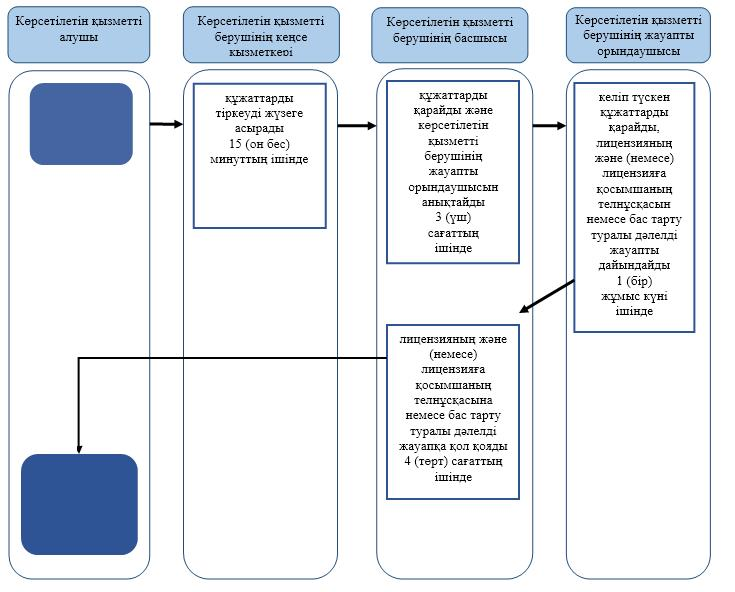 Көрсетілетін қызметті
алушы
Көрсетілетін қызметті
берушінің кеңсе
қызметкері
Көрсетілетін қызметті
берушінің басшысы
Көрсетілетін қызметті
берушінің жауапты
орындаушысы
құжаттарды
тіркеуді жүзеге
асырады
15 (он бес)
минуттың ішінде
құжаттарды
қарайды және
көрсетілетін
қызметті
берушінің
жауапты
орындаушысын
анықтайды
3 (үш)
сағаттың
ішінде
келіп түскен
құжаттарды
қарайды,
лицензияның
және (немесе)
лицензияға
қосымшаның
телнұсқасын
немесе бас тарту
туралы дәлелді
жауапты
дайындайды
1 (бір)
жұмыс күні
ішінде
лицензияның және
(немесе)
лицензияға
қосымшаның
телнұсқасына
немесе бас тарту
туралы дәлелді
жауапқа қол қояды
4 (төрт) сағаттың
ішінде